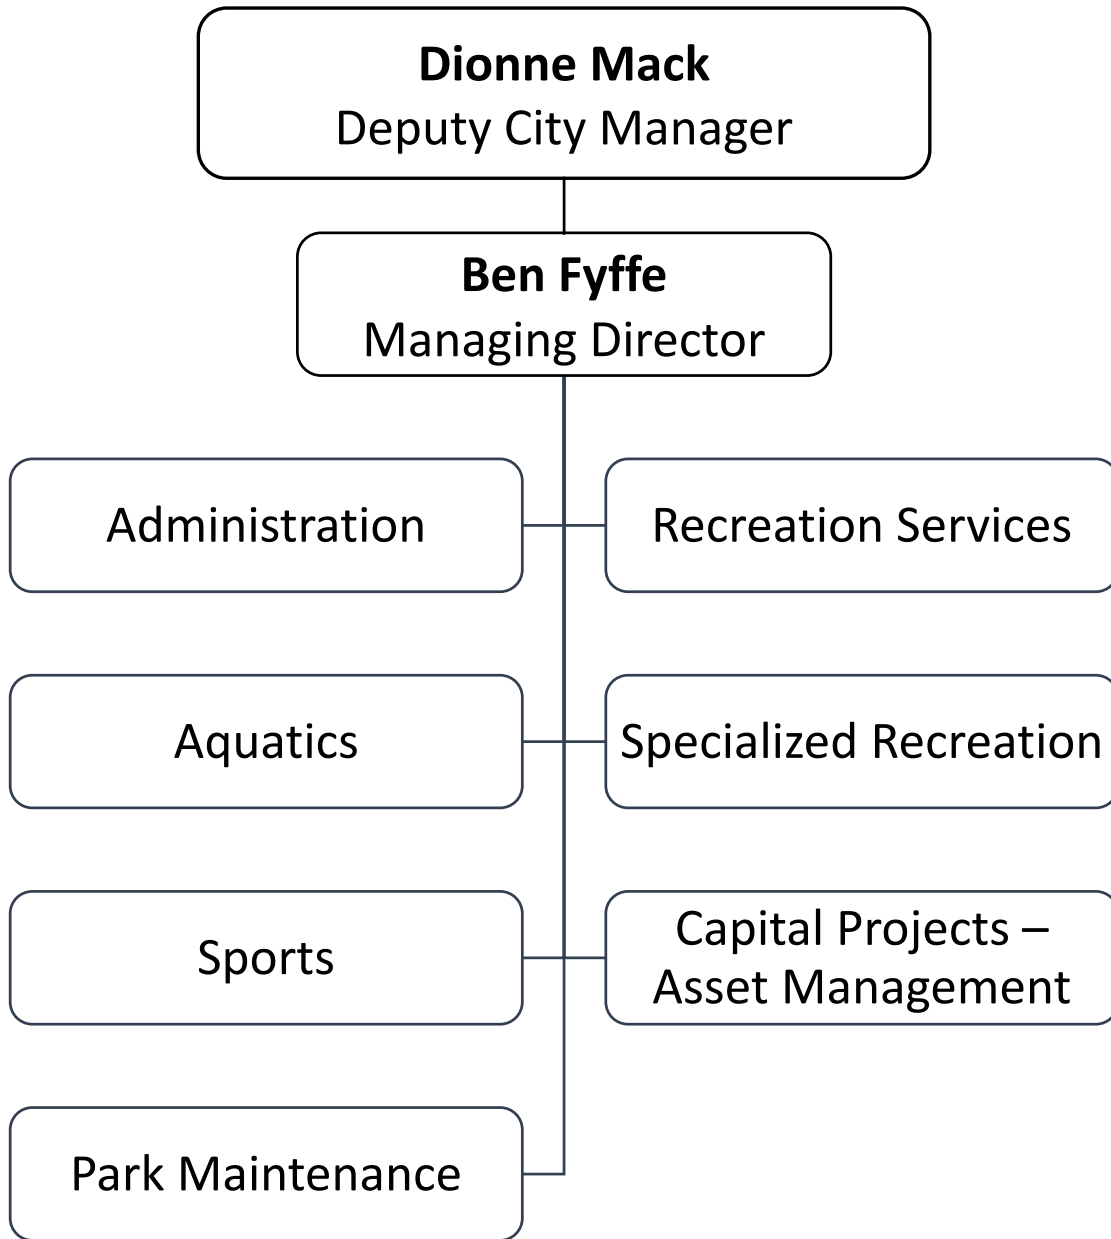 Dionne Mack
Deputy City Manager
Ben Fyffe
Managing Director
Administration
Recreation Services
Aquatics
Specialized Recreation
Sports
Capital Projects –
Asset Management
Park Maintenance